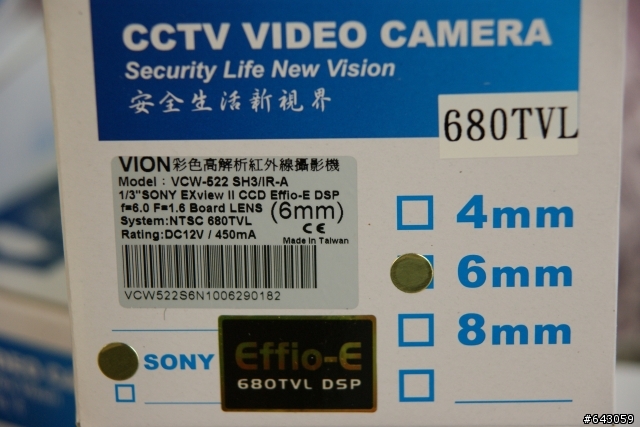 CCTV VIDEO CAMERA
Security Life New Vision
安全生活新視界
680TVL
VION彩色高解析紅外線攝影機
Model : VCW-522 SH3/IR-A
1/3"SONY EXview II CCD Effio-E DSP
f=6.0 F=1.6 Board LENS (6mm)
System:NTSC 680TVL
Rating:DC12V / 450mA
CE
Made in Taiwan
VCW522S6N1006290182
4mm
6mm
8mm
SONY
Effio-E
680TVL DSP
#643059